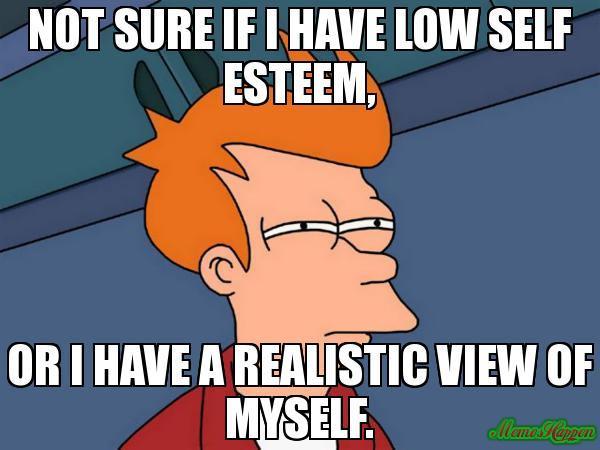 NOT SURE IF I HAVE LOW SELF
ESTEEM,
OR I HAVE A REALISTIC VIEW OF
MYSELF.
MemesHappen